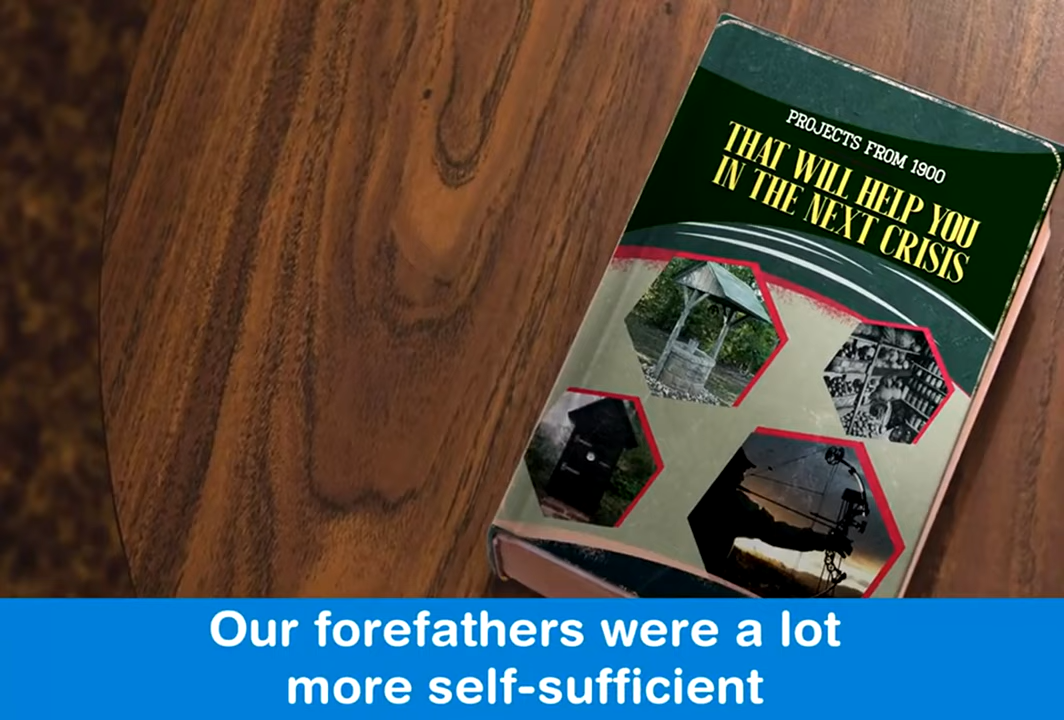 PROJECTS FROM 1900
THAT WILL HELP YOU
IN THE NEXT CRISIS
Our forefathers were a lot
more self-sufficient